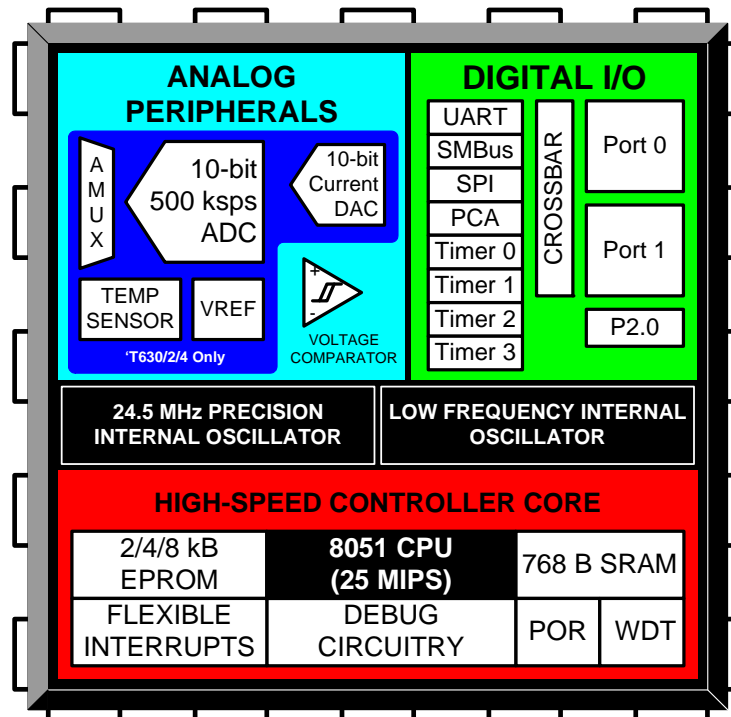 ANALOG
PERIPHERALS
A
M
U
X
10-bit
500 ksps
ADC
10-bit
Current
DAC
TEMP
SENSOR
VREF
‘T630/2/4 Only
+
-
VOLTAGE
COMPARATOR
DIGITAL I/O
UART
SMBus
SPI
PCA
Timer 0
Timer 1
Timer 2
Timer 3
CROSSBAR
Port 0
Port 1
P2.0
24.5 MHz PRECISION
INTERNAL OSCILLATOR
LOW FREQUENCY INTERNAL
OSCILLATOR
HIGH-SPEED CONTROLLER CORE
2/4/8 kB
EPROM
8051 CPU
(25 MIPS)
768 B SRAM
FLEXIBLE
INTERRUPTS
DEBUG
CIRCUITRY
POR
WDT